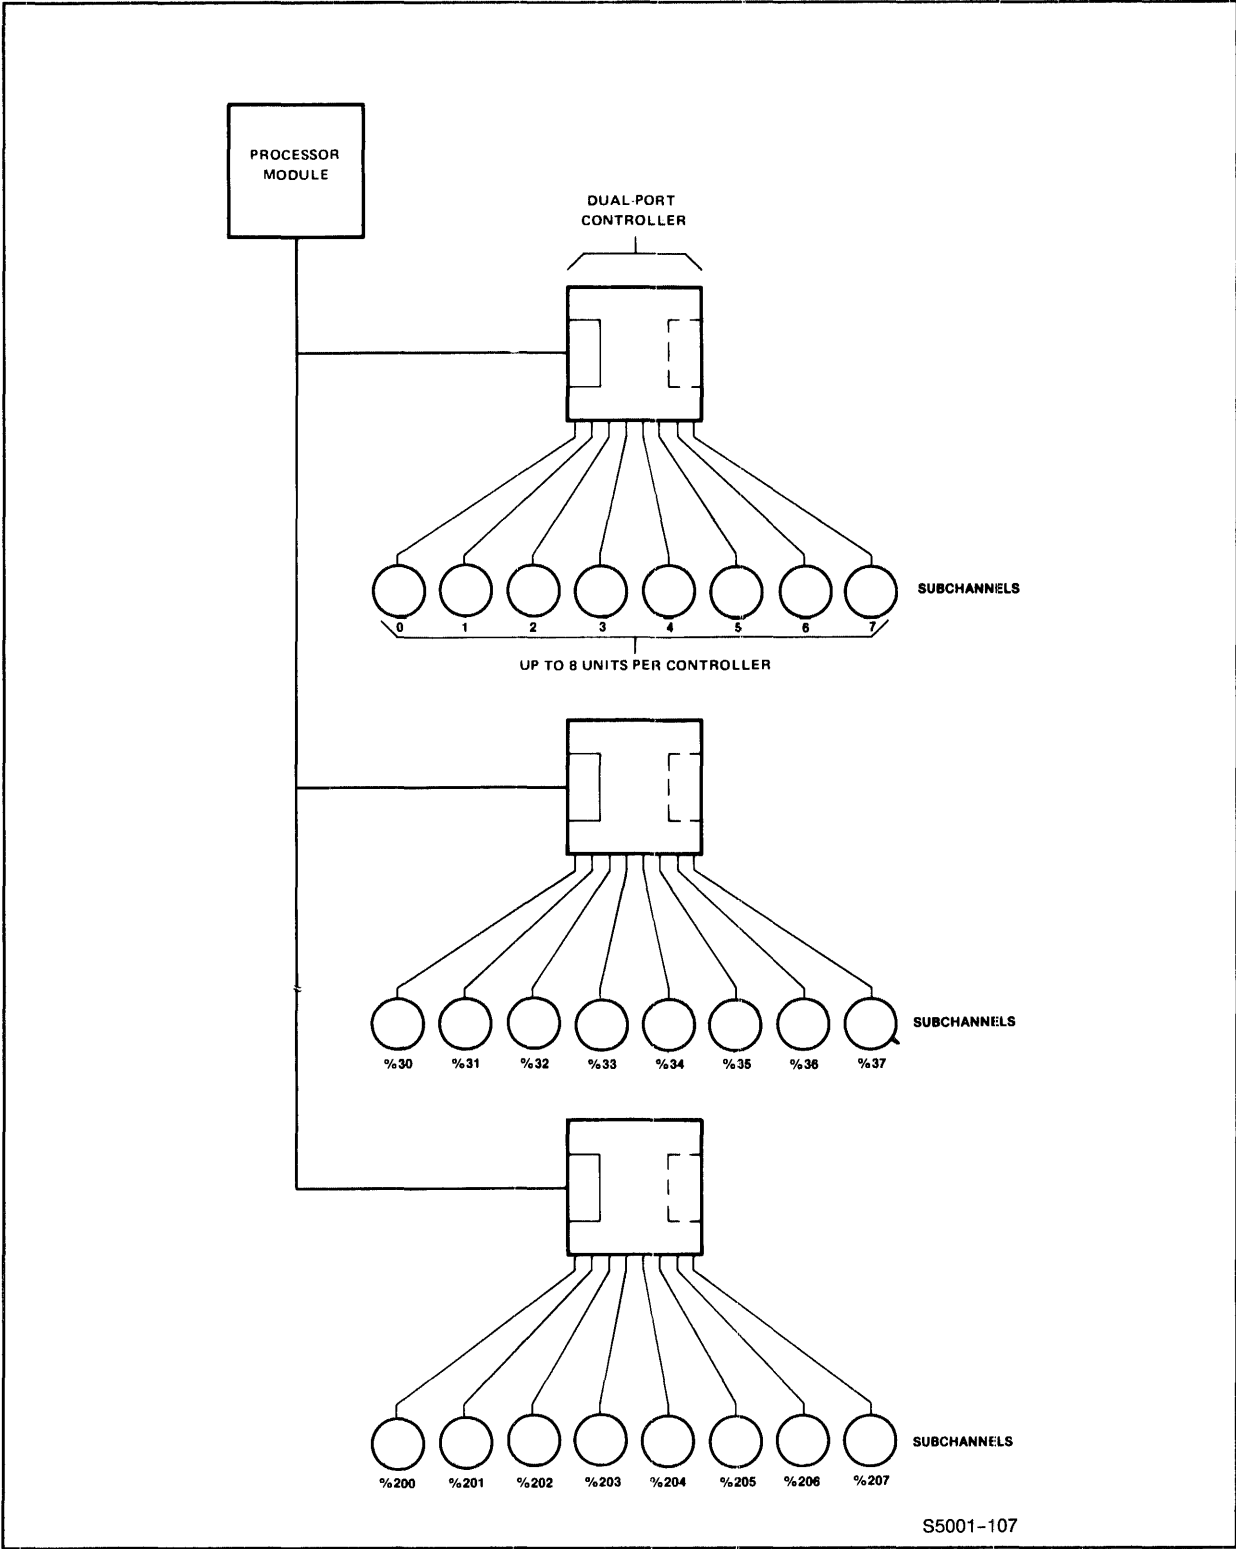 PROCESSOR
MODULE
DUAL-PORT
CONTROLLER
SUBCHANNELS
0 1 2 3 4 5 6 7
UP TO 8 UNITS PER CONTROLLER
SUBCHANNELS
%30 %31 %32 %33 %34 %35 %36 %37
SUBCHANNELS
%200 %201 %202 %203 %204 %205 %206 %207
S5001-107